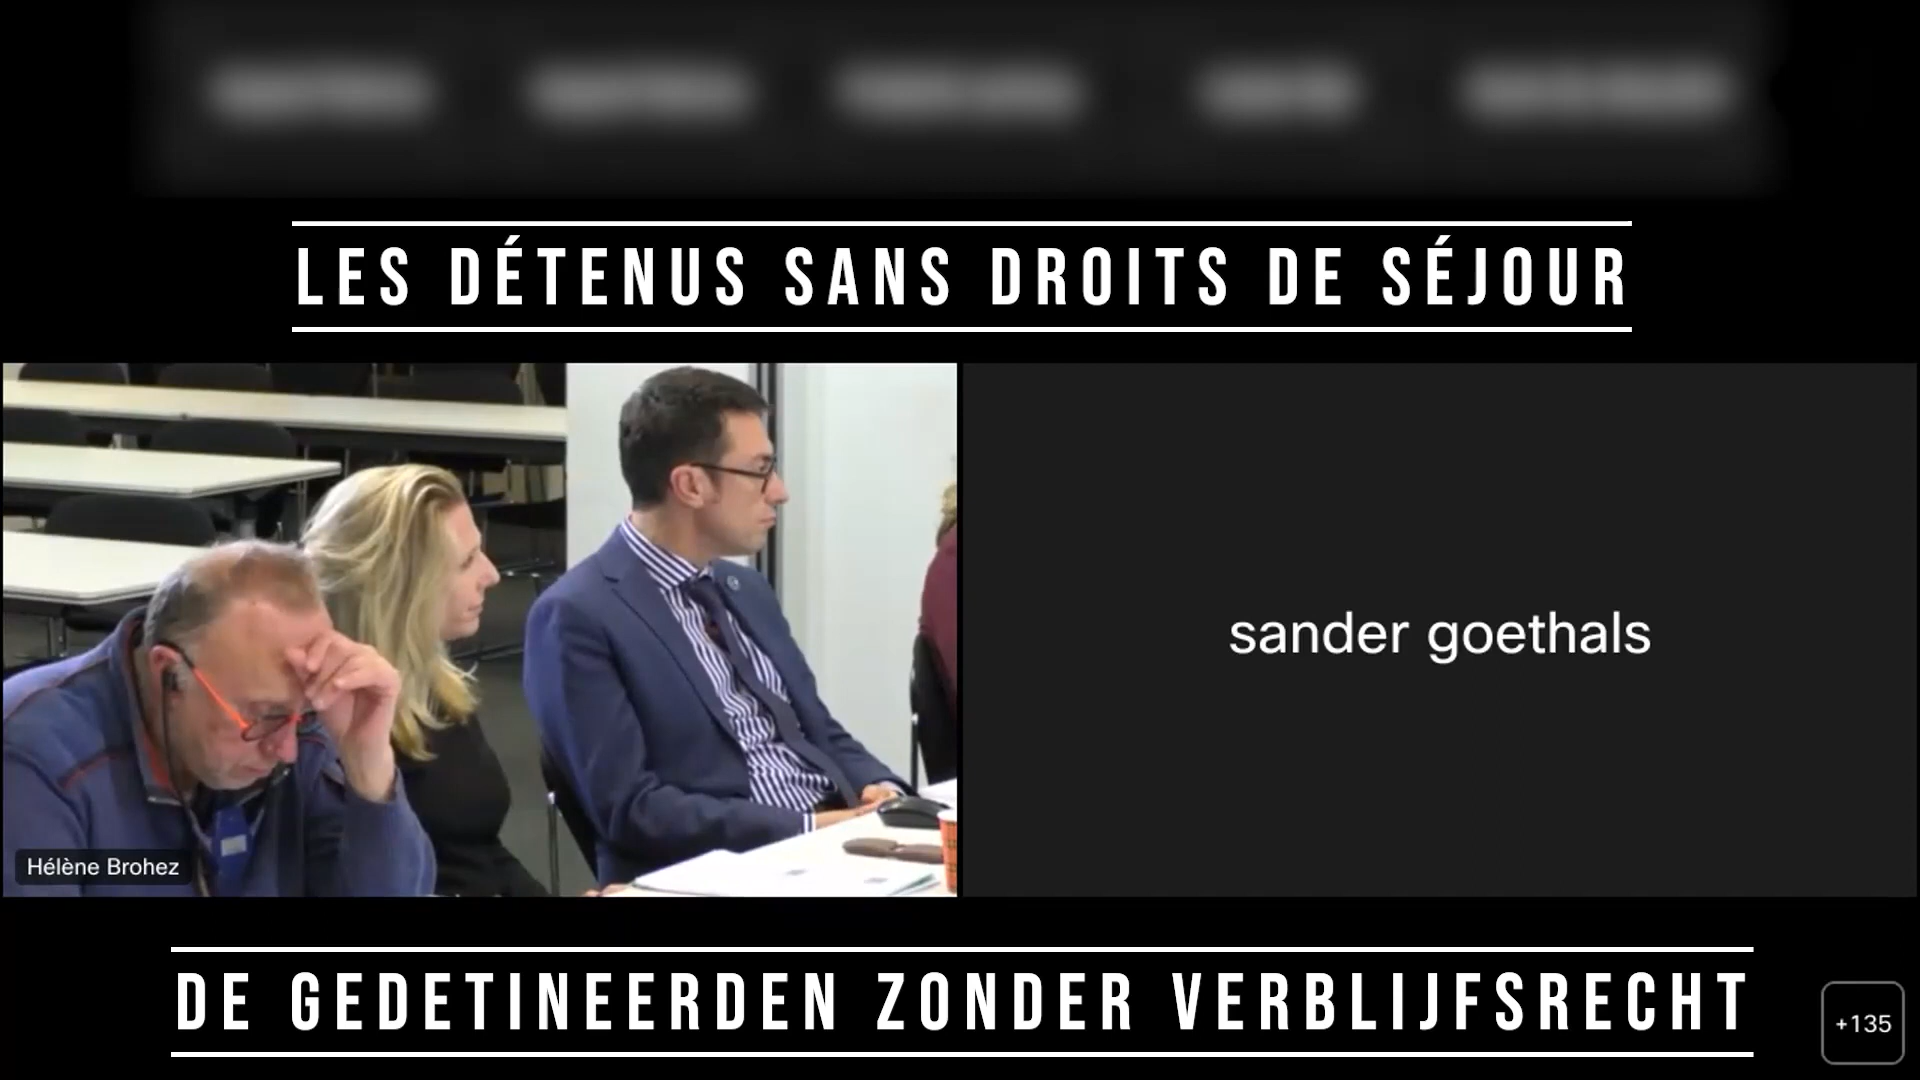 LES DÉTENUS SANS DROITS DE SÉJOUR
sander goethals
Hélène Brohez
DE GEDETINEERDEN ZONDER VERBLIJFSRECHT
+135